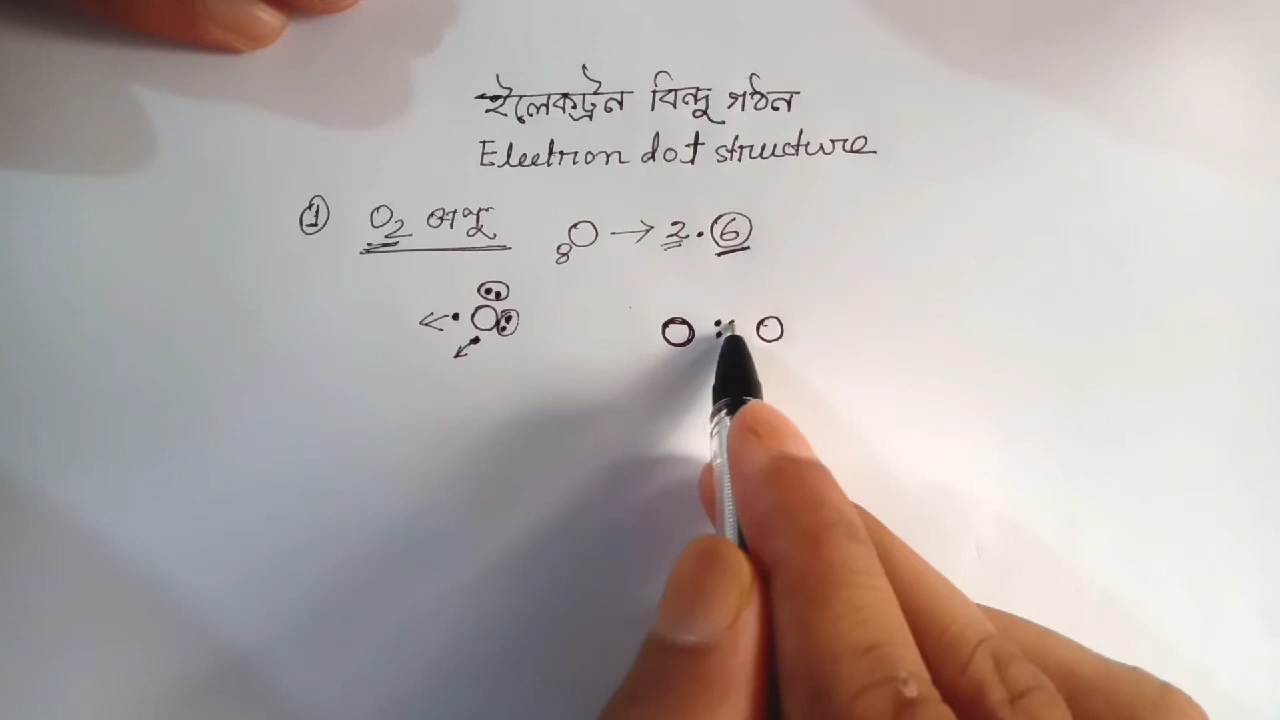 ইলেকট্রন বিন্দু গঠন
Electron dot structure
① O₂ অণু ₈O → 2.6
O O